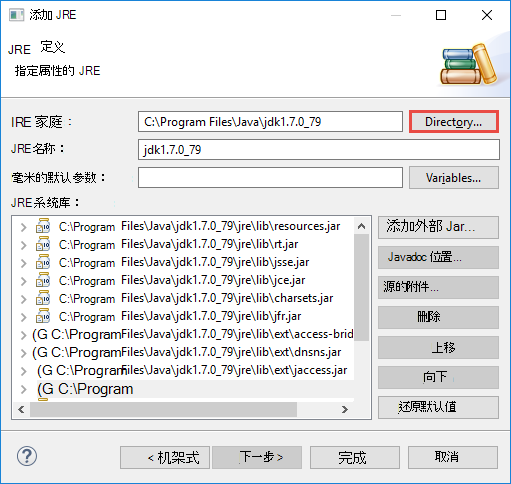 添加 JRE
JRE 定义
指定属性的 JRE
IRE 家庭： C:\Program Files\Java\jdk1.7.0_79 Directory...
JRE名称： jdk1.7.0_79
毫米的默认参数： Variables...
JRE系统库：
C:\Program Files\Java\jdk1.7.0_79\jre\lib\resources.jar
C:\Program Files\Java\jdk1.7.0_79\jre\lib\rt.jar
C:\Program Files\Java\jdk1.7.0_79\jre\lib\jsse.jar
C:\Program Files\Java\jdk1.7.0_79\jre\lib\jce.jar
C:\Program Files\Java\jdk1.7.0_79\jre\lib\charsets.jar
C:\Program Files\Java\jdk1.7.0_79\jre\lib\jfr.jar
(G C:\Program Files\Java\jdk1.7.0_79\jre\lib\ext\access-brid
(G C:\Program Files\Java\jdk1.7.0_79\jre\lib\ext\dnsns.jar
(G C:\Program Files\Java\jdk1.7.0_79\jre\lib\ext\jaccess.jar
(G C:\Program
添加外部 Jar...
Javadoc 位置...
源的附件...
删除
上移
向下
还原默认值
< 机架式 下一步 > 完成 取消